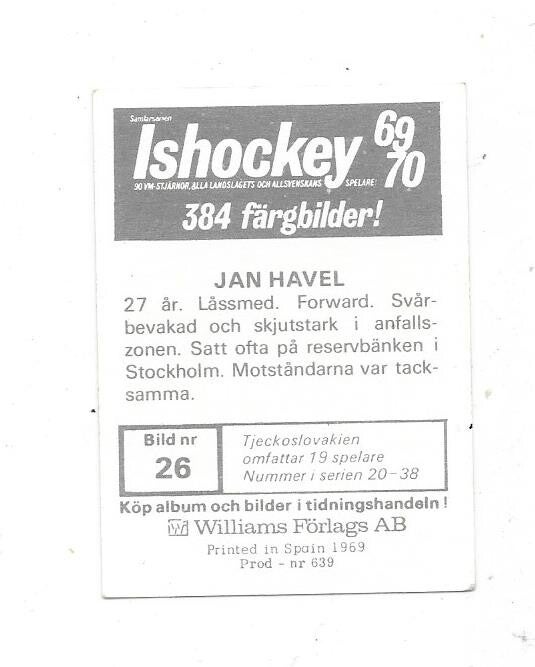 Samlarserien
Ishockey 69
70
90 VM-STJÄRNOR, ALLA LANDSLAGETS OCH ALLSVENSKANS SPELARE!
384 färgbilder!
JAN HAVEL
27 år. Låssmed. Forward. Svår-
bevakad och skjutstark i anfalls-
zonen. Satt ofta på reservbänken i
Stockholm. Motståndarna var tack-
samma.
Bild nr
26
Tjeckoslovakien
omfattar 19 spelare
Nummer i serien 20-38
Köp album och bilder i tidningshandeln!
Williams Förlags AB
Printed in Spain 1969
Prod - nr 639